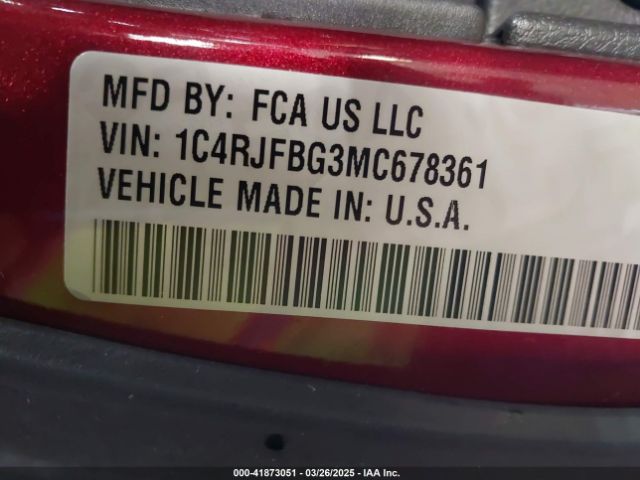 MFD BY: FCA US LLC
VIN: 1C4RJFBG3MC678361
VEHICLE MADE IN: U.S.A.
000-41873051 - 03/26/2025 - IAA Inc.